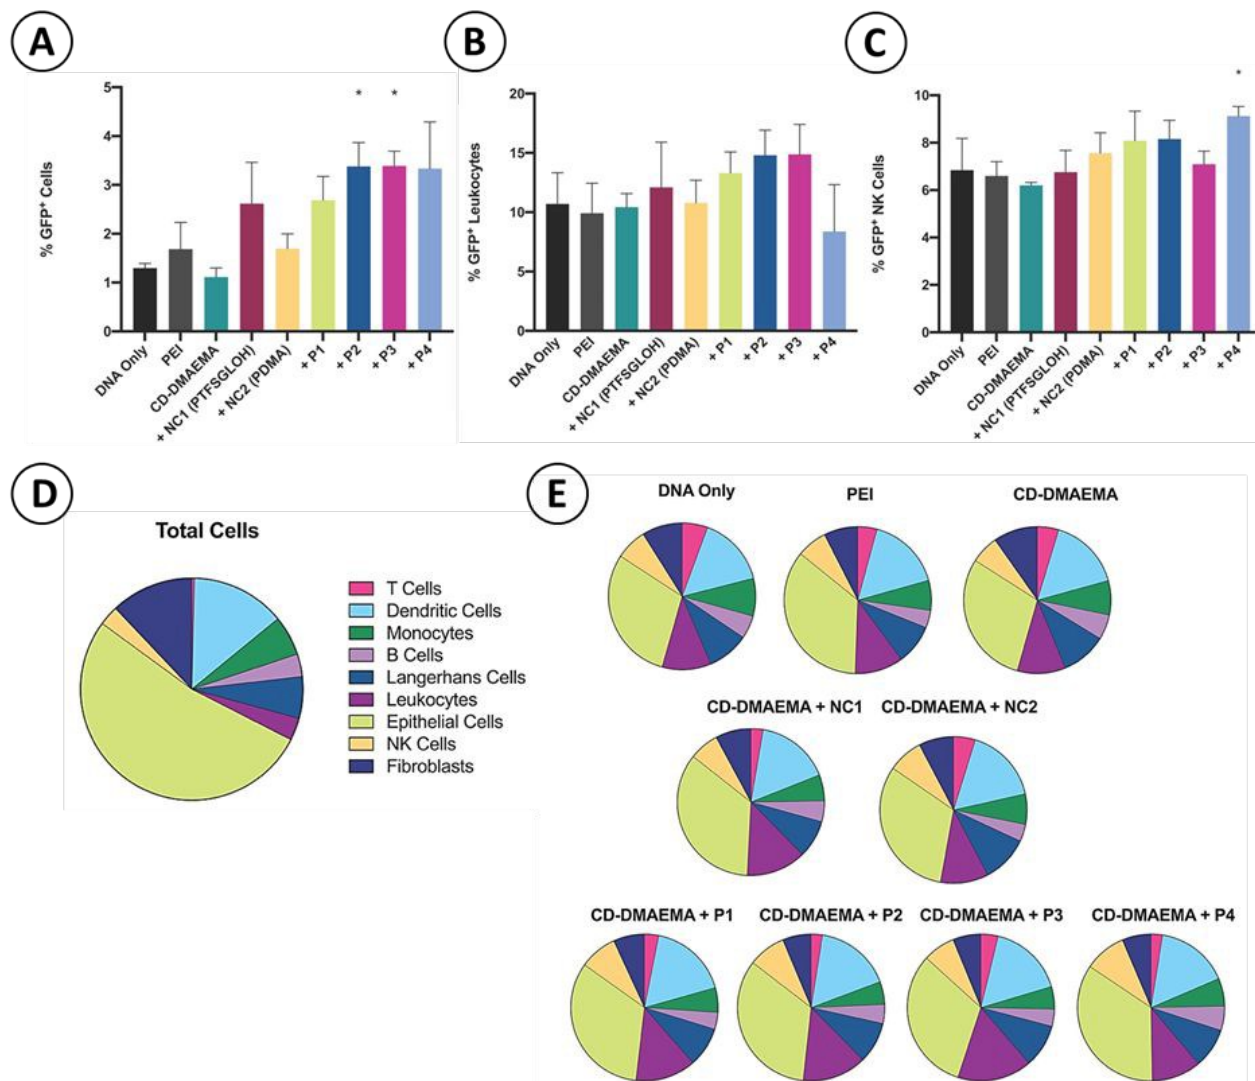 A
B
C
% GFP+ Cells
5
4
3
2
1
0
* *
DNA Only
PEI
CD-DMAEMA
+ NC1 (PTFSGLOH)
+ NC2 (PDMA)
+ P1
+ P2
+ P3
+ P4
% GFP+ Leukocytes
20
15
10
5
0
DNA Only
PEI
CD-DMAEMA
+ NC1 (PTFSGLOH)
+ NC2 (PDMA)
+ P1
+ P2
+ P3
+ P4
% GFP+ NK Cells
10
8
6
4
2
0
*
DNA Only
PEI
CD-DMAEMA
+ NC1 (PTFSGLOH)
+ NC2 (PDMA)
+ P1
+ P2
+ P3
+ P4
D
Total Cells
T Cells
Dendritic Cells
Monocytes
B Cells
Langerhans Cells
Leukocytes
Epithelial Cells
NK Cells
Fibroblasts
E
DNA Only
PEI
CD-DMAEMA
CD-DMAEMA + NC1
CD-DMAEMA + NC2
CD-DMAEMA + P1
CD-DMAEMA + P2
CD-DMAEMA + P3
CD-DMAEMA + P4